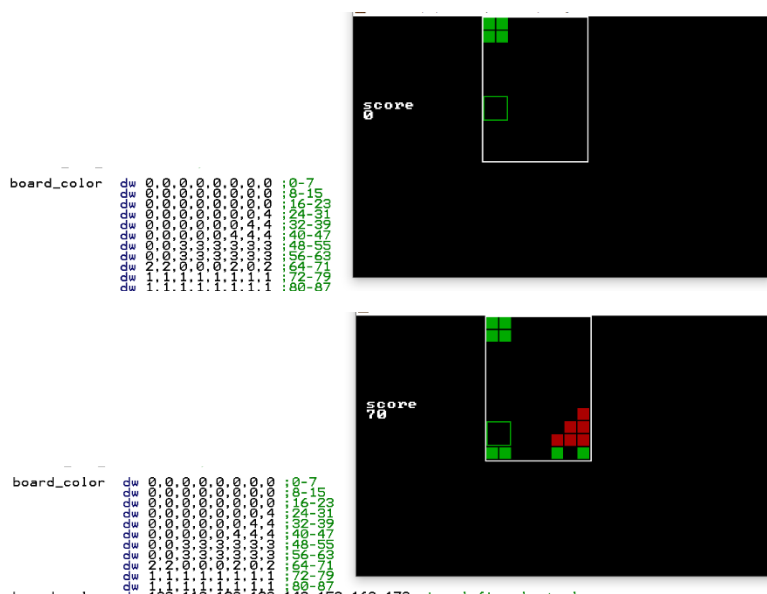 score
0
board_color dw 0,0,0,0,0,0,0,0 ;0-7
dw 0,0,0,0,0,0,0,0 ;8-15
dw 0,0,0,0,0,0,0,0 ;16-23
dw 0,0,0,0,0,0,0,4 ;24-31
dw 0,0,0,0,0,0,4,4 ;32-39
dw 0,0,0,0,0,4,4,4 ;40-47
dw 0,0,3,3,3,3,3,3 ;48-55
dw 0,0,3,3,3,3,3,3 ;56-63
dw 2,2,0,0,0,2,0,2 ;64-71
dw 1,1,1,1,1,1,1,1 ;72-79
dw 1,1,1,1,1,1,1,1 ;80-87
score
70
board_color dw 0,0,0,0,0,0,0,0 ;0-7
dw 0,0,0,0,0,0,0,0 ;8-15
dw 0,0,0,0,0,0,0,0 ;16-23
dw 0,0,0,0,0,0,0,4 ;24-31
dw 0,0,0,0,0,0,4,4 ;32-39
dw 0,0,0,0,0,4,4,4 ;40-47
dw 0,0,3,3,3,3,3,3 ;48-55
dw 0,0,3,3,3,3,3,3 ;56-63
dw 2,2,0,0,0,2,0,2 ;64-71
dw 1,1,1,1,1,1,1,1 ;72-79
dw 1,1,1,1,1,1,1,1 ;80-87